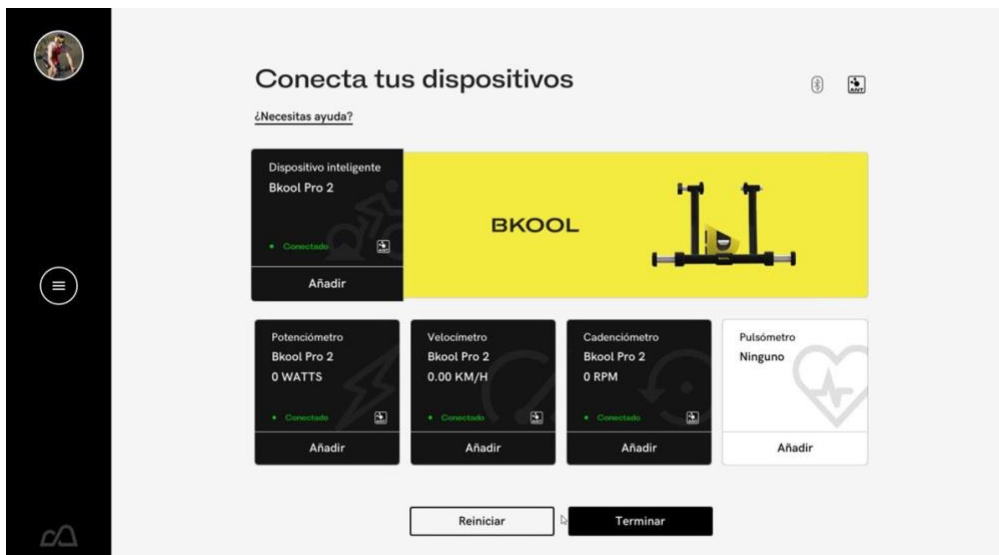 Conecta tus dispositivos
ANT
¿Necesitas ayuda?
Dispositivo inteligente
Bkool Pro 2
Conectado
Añadir
BKOOL
Potenciómetro
Bkool Pro 2
0 WATTS
Conectado
Añadir
Velocímetro
Bkool Pro 2
0.00 KM/H
Conectado
Añadir
Cadenciómetro
Bkool Pro 2
0 RPM
Conectado
Añadir
Pulsómetro
Ninguno
Añadir
Reiniciar
Terminar